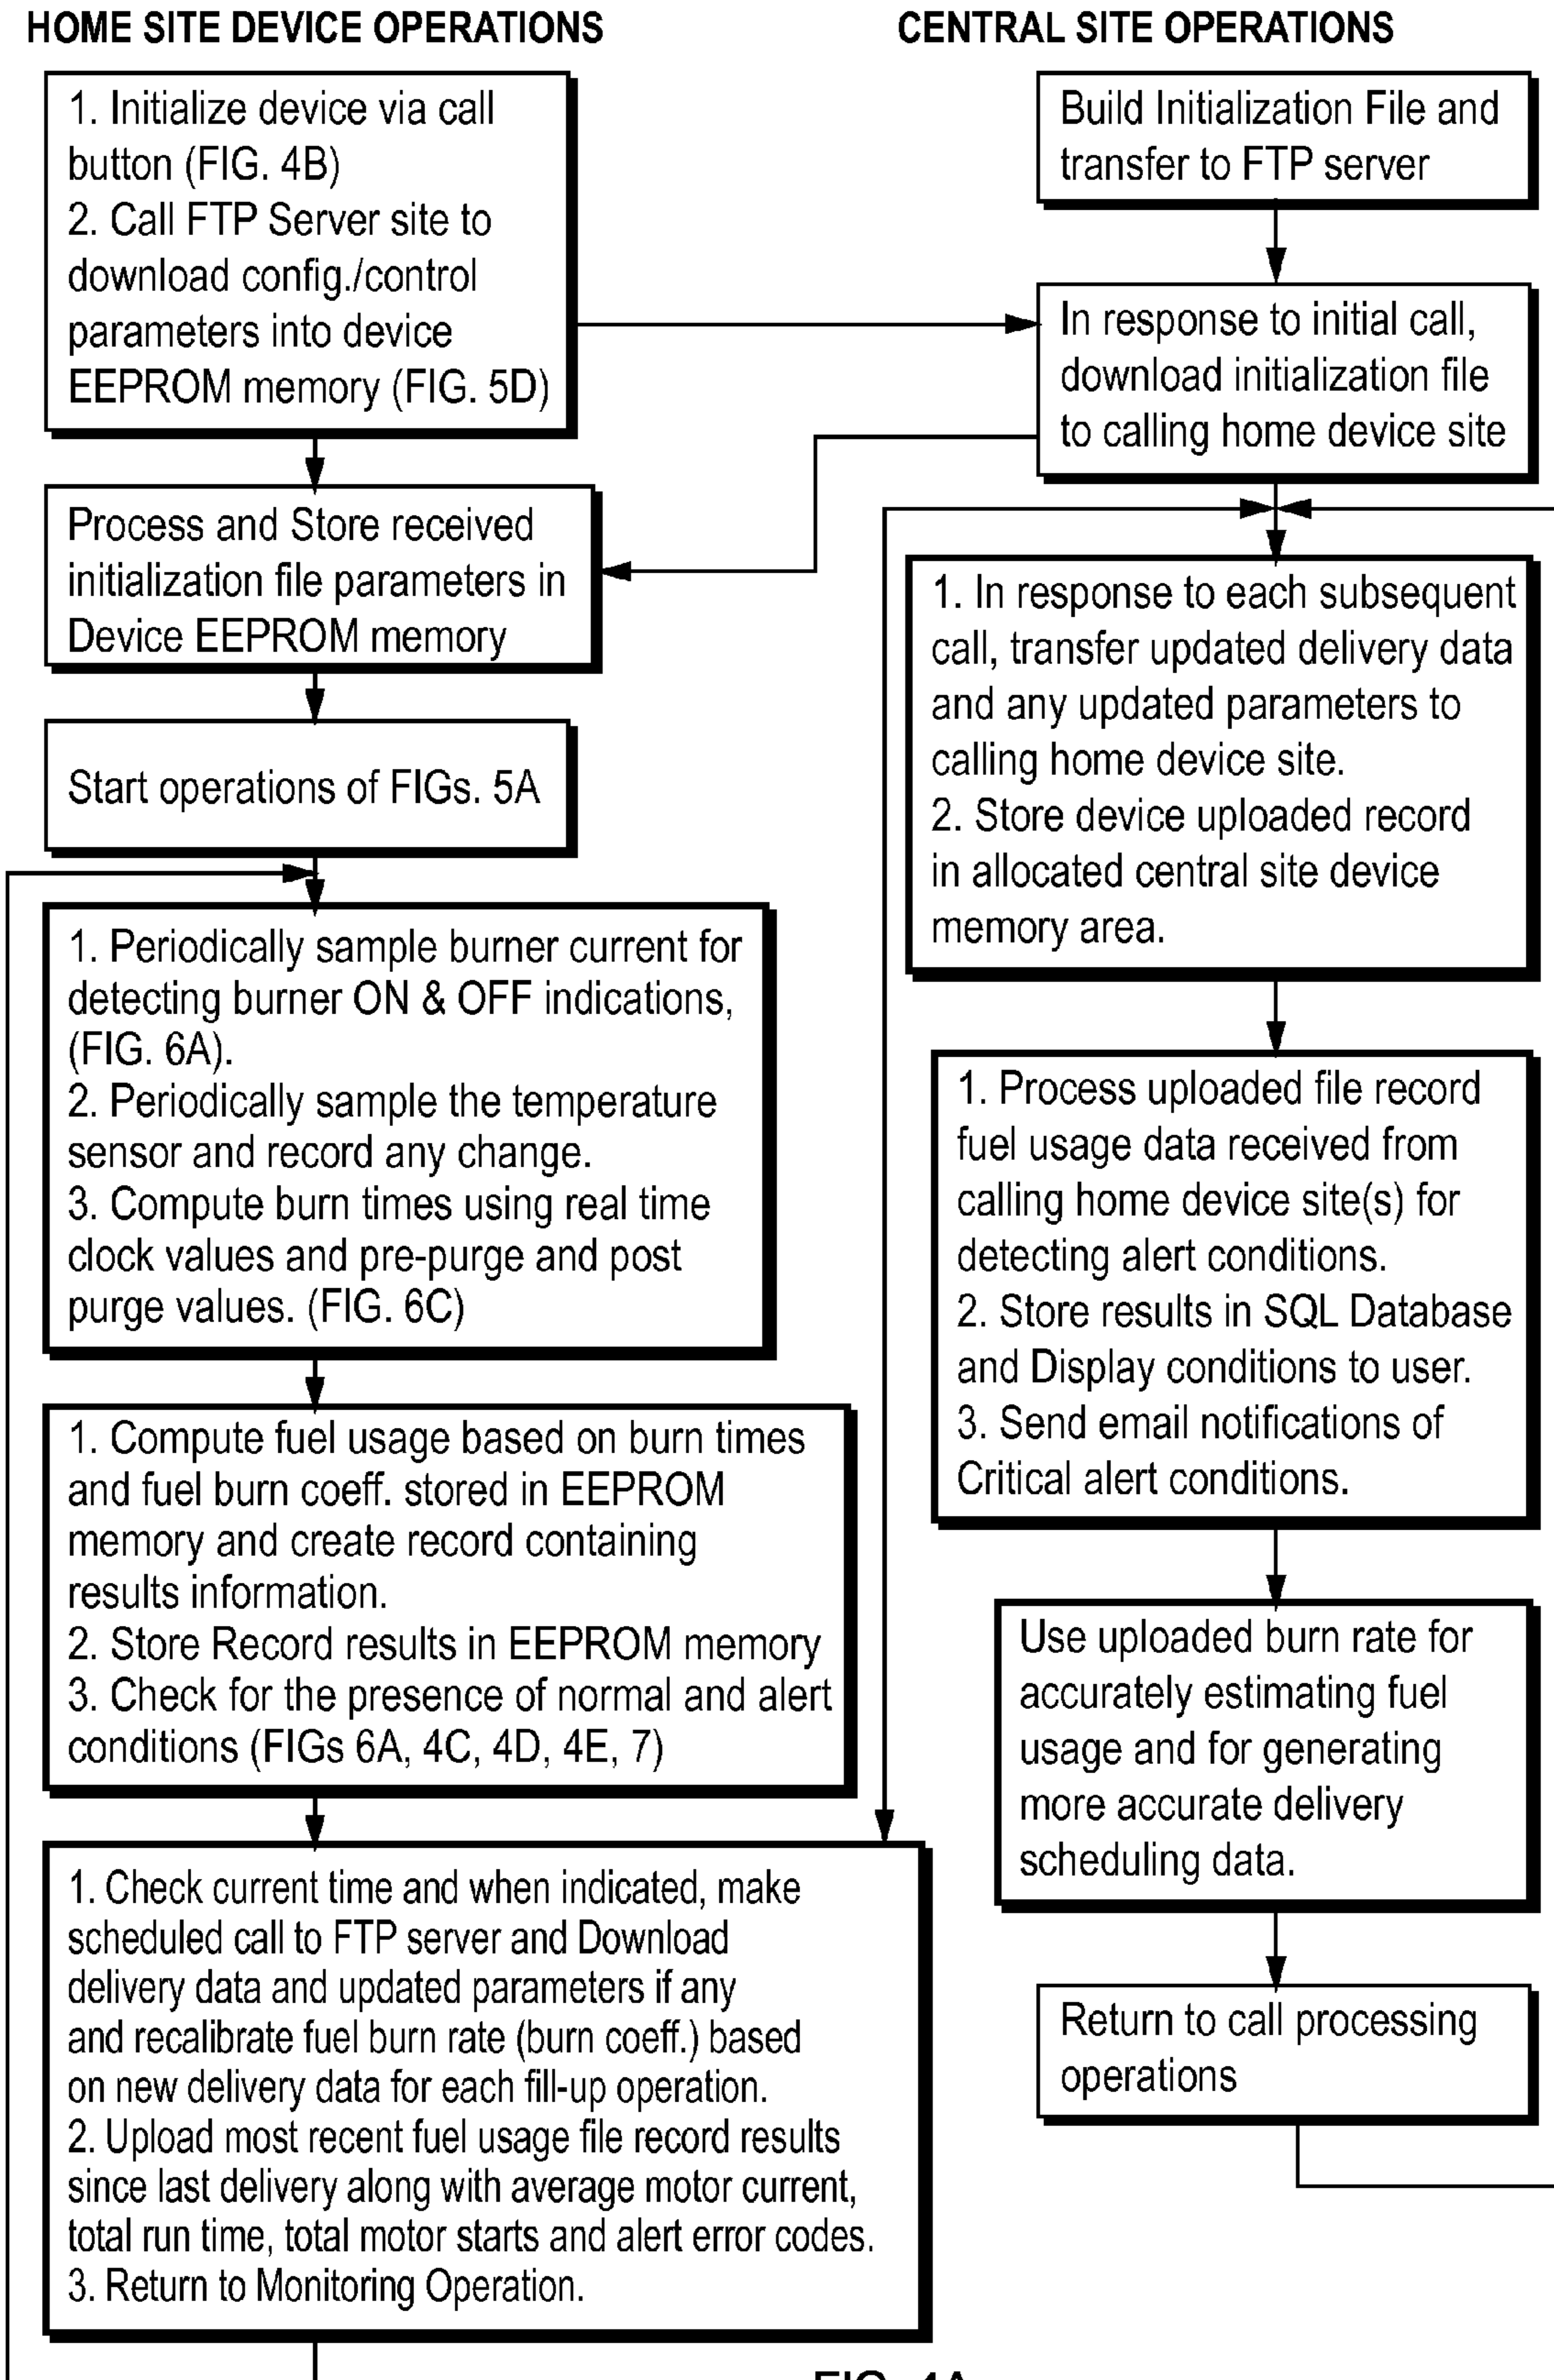 HOME SITE DEVICE OPERATIONS
1. Initialize device via call
button (FIG. 4B)
2. Call FTP Server site to
download config./control
parameters into device
EEPROM memory (FIG. 5D)
Process and Store received
initialization file parameters in
Device EEPROM memory
Start operations of FIGs. 5A
1. Periodically sample burner current for
detecting burner ON & OFF indications,
(FIG. 6A).
2. Periodically sample the temperature
sensor and record any change.
3. Compute burn times using real time
clock values and pre-purge and post
purge values. (FIG. 6C)
1. Compute fuel usage based on burn times
and fuel burn coeff. stored in EEPROM
memory and create record containing
results information.
2. Store Record results in EEPROM memory
3. Check for the presence of normal and alert
conditions (FIGs 6A, 4C, 4D, 4E, 7)
1. Check current time and when indicated, make
scheduled call to FTP server and Download
delivery data and updated parameters if any
and recalibrate fuel burn rate (burn coeff.) based
on new delivery data for each fill-up operation.
2. Upload most recent fuel usage file record results
since last delivery along with average motor current,
total run time, total motor starts and alert error codes.
3. Return to Monitoring Operation.
CENTRAL SITE OPERATIONS
Build Initialization File and
transfer to FTP server
In response to initial call,
download initialization file
to calling home device site
1. In response to each subsequent
call, transfer updated delivery data
and any updated parameters to
calling home device site.
2. Store device uploaded record
in allocated central site device
memory area.
1. Process uploaded file record
fuel usage data received from
calling home device site(s) for
detecting alert conditions.
2. Store results in SQL Database
and Display conditions to user.
3. Send email notifications of
Critical alert conditions.
Use uploaded burn rate for
accurately estimating fuel
usage and for generating
more accurate delivery
scheduling data.
Return to call processing
operations
FIG. 4A